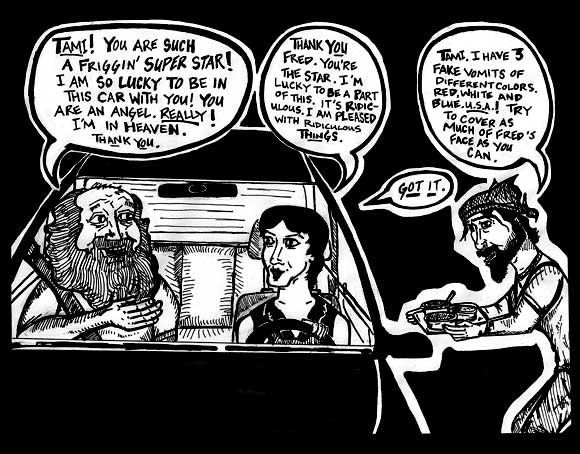 TAMI! YOU ARE SUCH
A FRIGGIN' SUPER STAR!
I AM SO LUCKY TO BE IN
THIS CAR WITH YOU! YOU
ARE AN ANGEL. REALLY!
I'M IN HEAVEN.
THANK YOU.
THANK YOU
FRED. YOU'RE
THE STAR. I'M
LUCKY TO BE A PART
OF THIS. IT'S RIDIC-
ULOUS. I AM PLEASED
WITH RIDICULOUS
THINGS.
TAMI. I HAVE 3
FAKE VOMITS OF
DIFFERENT COLORS.
RED, WHITE AND
BLUE. U.S.A.! TRY
TO COVER AS
MUCH OF FRED'S
FACE AS YOU
CAN.
GOT IT.